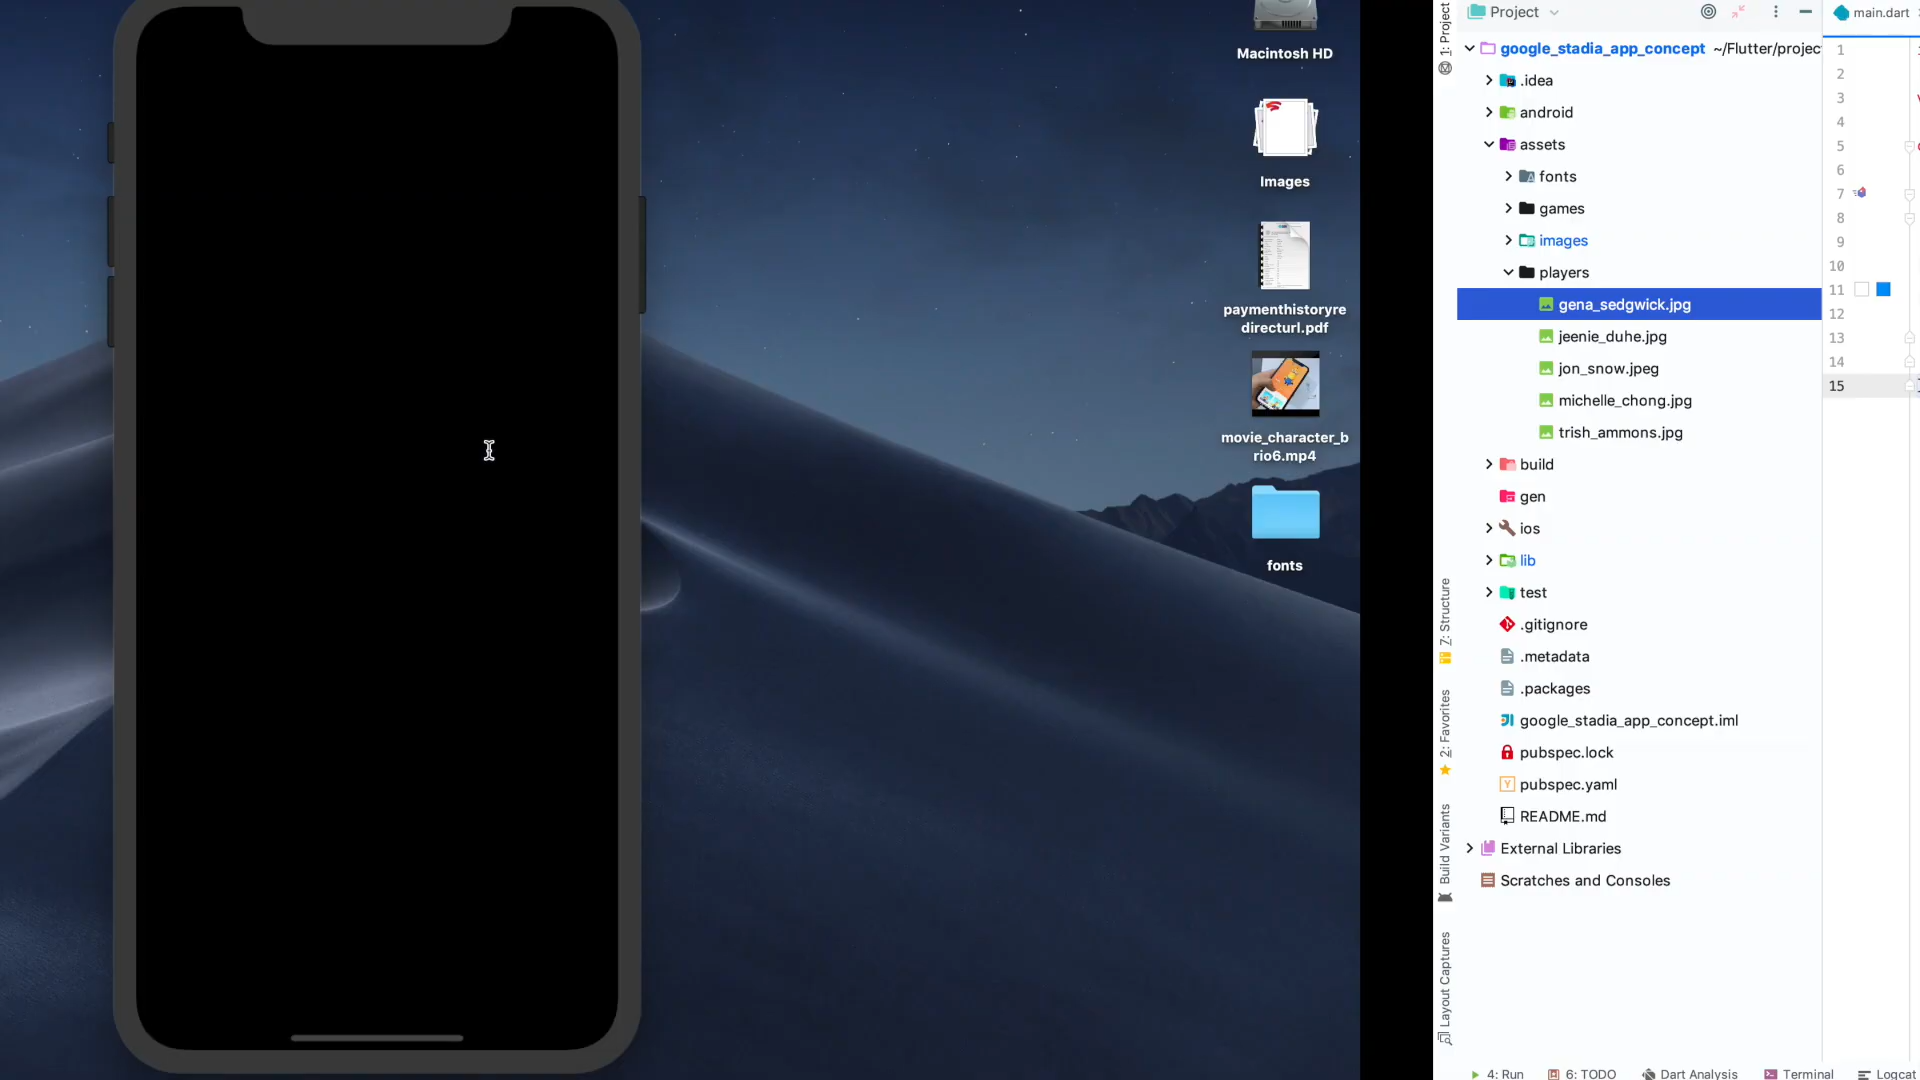 Macintosh HD
Images
paymenthistoryre
directurl.pdf
movie_character_b
rio6.mp4
fonts
1: Project
7: Structure
2: Favorites
Build Variants
Layout Captures
Project
google_stadia_app_concept ~/Flutter/projec
.idea
android
assets
fonts
games
images
players
gena_sedgwick.jpg
jeenie_duhe.jpg
jon_snow.jpeg
michelle_chong.jpg
trish_ammons.jpg
build
gen
ios
lib
test
.gitignore
.metadata
.packages
google_stadia_app_concept.iml
pubspec.lock
pubspec.yaml
README.md
External Libraries
Scratches and Consoles
main.dart
1
2
3
4
5
6
7
8
9
10
11
12
13
14
15
4: Run 6: TODO Dart Analysis Terminal Logcat